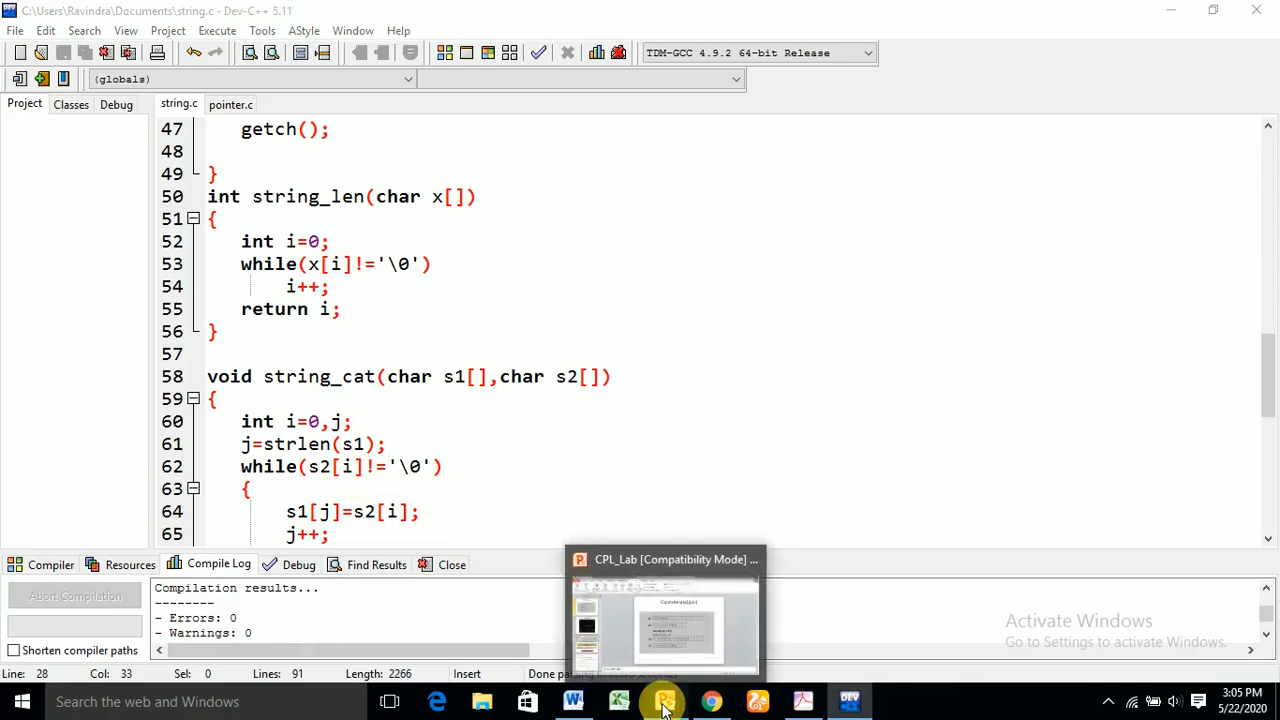 C:\Users\Ravindra\Documents\string.c - Dev-C++ 5.11
File Edit Search View Project Execute Tools AStyle Window Help
TDM-GCC 4.9.2 64-bit Release
(globals)
Project Classes Debug string.c pointer.c
47 getch();
48
49 }
50 int string_len(char x[])
51 {
52 int i=0;
53 while(x[i]!='\0')
54 i++;
55 return i;
56 }
57
58 void string_cat(char s1[],char s2[])
59 {
60 int i=0,j;
61 j=strlen(s1);
62 while(s2[i]!='\0')
63 {
64 s1[j]=s2[i];
65 j++;
CPL_Lab [Compatibility Mode] ...
Compiler Resources Compile Log Debug Find Results Close
Abort Compilation
Compilation results...
--------
- Errors: 0
- Warnings: 0
Shorten compiler paths
Activate Windows
Go to Settings to activate Windows.
Line: 28 Col: 33 Sel: 0 Lines: 91 Length: 2266 Insert Done parsing
Search the web and Windows
DEV
3:05 PM
5/22/2020